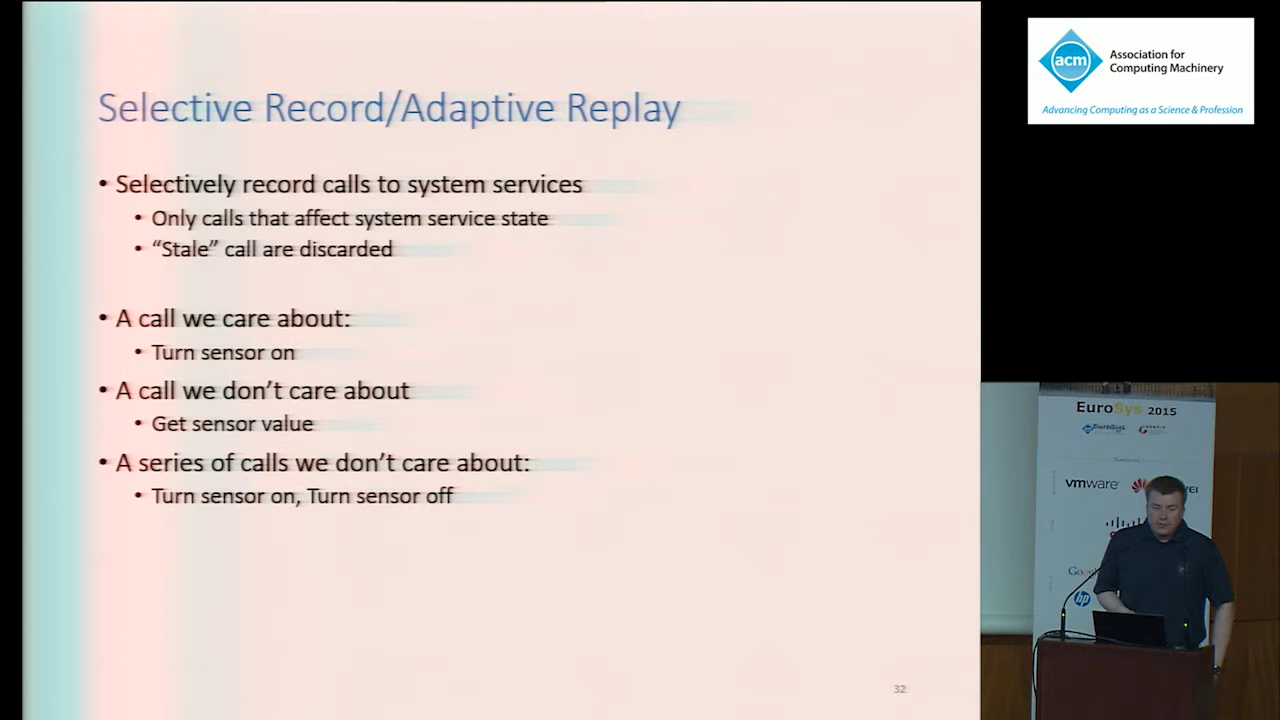 Selective Record/Adaptive Replay
• Selectively record calls to system services
• Only calls that affect system service state
• “Stale” call are discarded
• A call we care about:
• Turn sensor on
• A call we don’t care about
• Get sensor value
• A series of calls we don’t care about:
• Turn sensor on, Turn sensor off
32
acm
Association for
Computing Machinery
Advancing Computing as a Science & Profession
EuroSys 2015
EuroSys
vmware
hp